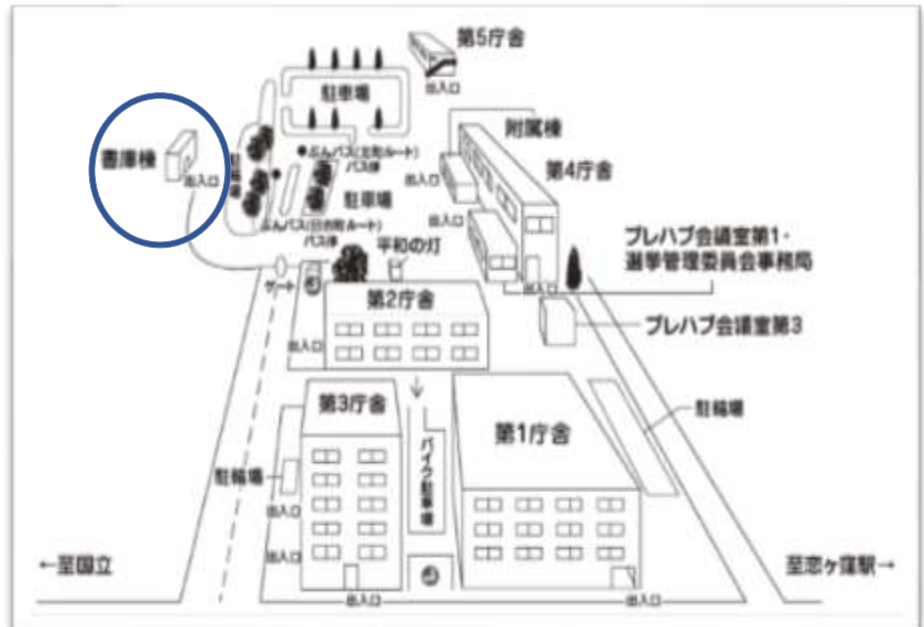 第5庁舎
出入口
駐車場
附属棟
書庫棟
出入口
駐輪場
ぶんバス(北町ルート)
バス停
出入口
第4庁舎
駐車場
出入口
ぶんバス(日吉町ルート)
バス停
平和の灯
プレハブ会議室第1・
選挙管理委員会事務局
ゲート
出入口
第2庁舎
プレハブ会議室第3
出入口
第3庁舎
駐輪場
第1庁舎
バイク駐車場
駐輪場
出入口
出入口
←至国立
至恋ヶ窪駅→
出入口
出入口